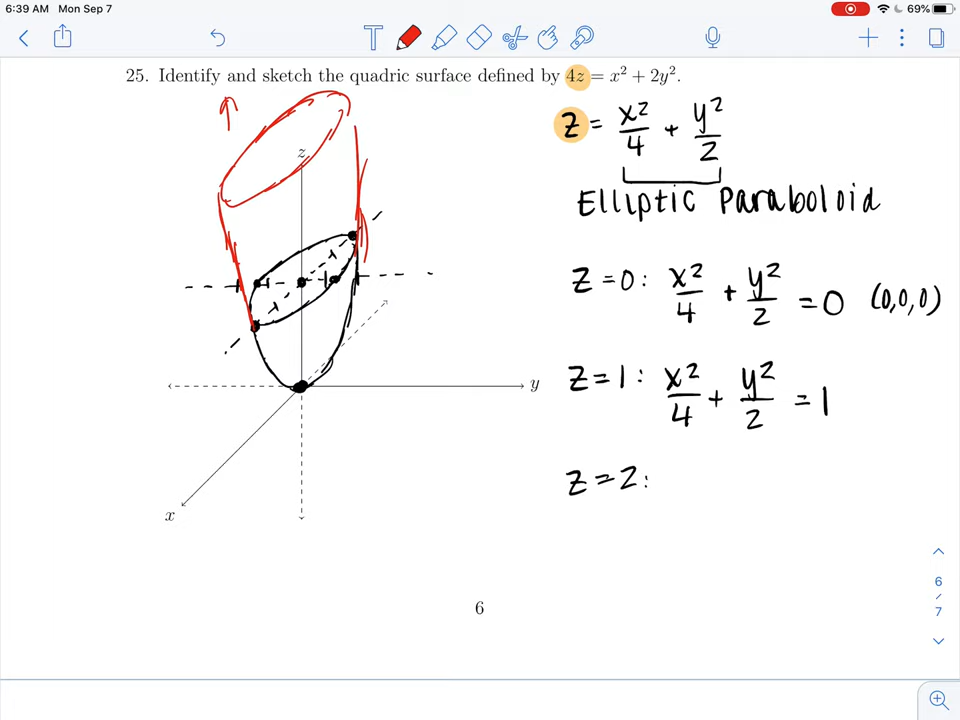 6:39 AM Mon Sep 7
69%
T
25. Identify and sketch the quadric surface defined by 4z = x² + 2y².
z = x²/4 + y²/2
Elliptic Paraboloid
z
z = 0: x²/4 + y²/2 = 0 (0,0,0)
y
z = 1: x²/4 + y²/2 = 1
z = 2:
x
6
6
/
7